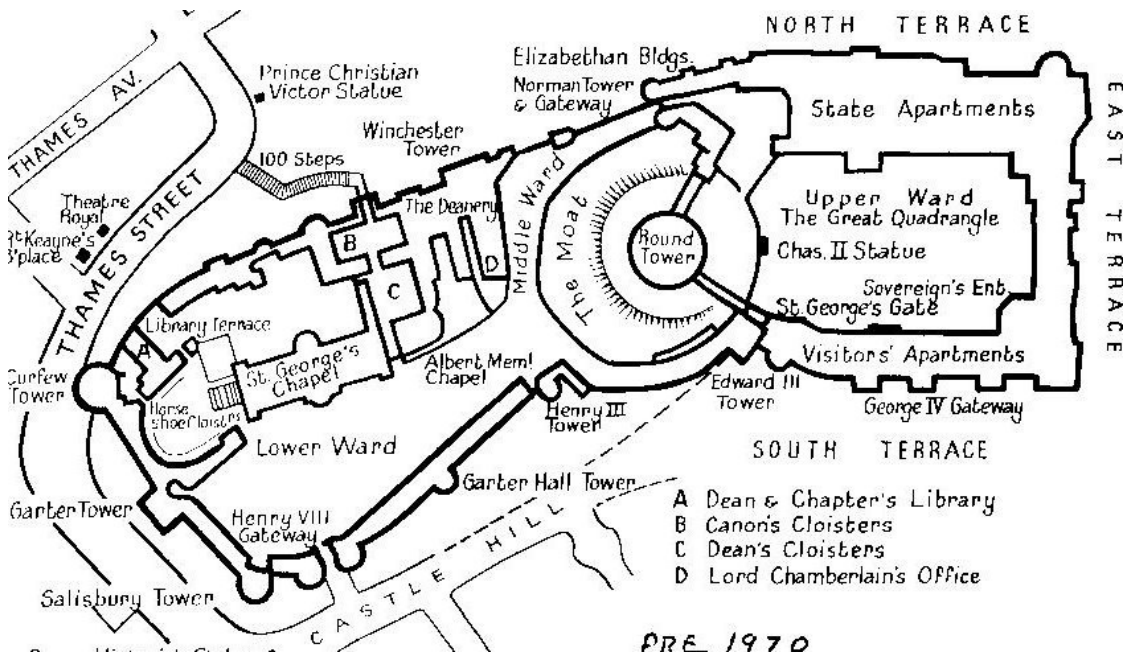 NORTH TERRACE
Elizabethan Bldgs.
Norman Tower
& Gateway
Prince Christian
Victor Statue
THAMES AV.
Winchester
Tower
State Apartments
EAST TERRACE
100 Steps
THAMES STREET
Theatre
Royal
The Deanery
Middle Ward
The Moat
Upper Ward
The Great Quadrangle
B
Round
Tower
Chas. II Statue
D
C
Sovereign's Ent.
St. George's Gate
Library Terrace
A
St. George's
Chapel
Albert Meml.
Chapel
Visitors' Apartments
Curfew
Tower
Horse
shoe Cloisters
Henry III
Tower
Edward III
Tower
George IV Gateway
Lower Ward
SOUTH TERRACE
Garter Tower
Garter Hall Tower
Henry VIII
Gateway
A Dean & Chapter's Library
B Canon's Cloisters
C Dean's Cloisters
D Lord Chamberlain's Office
Salisbury Tower
CASTLE HILL
PRE 1970